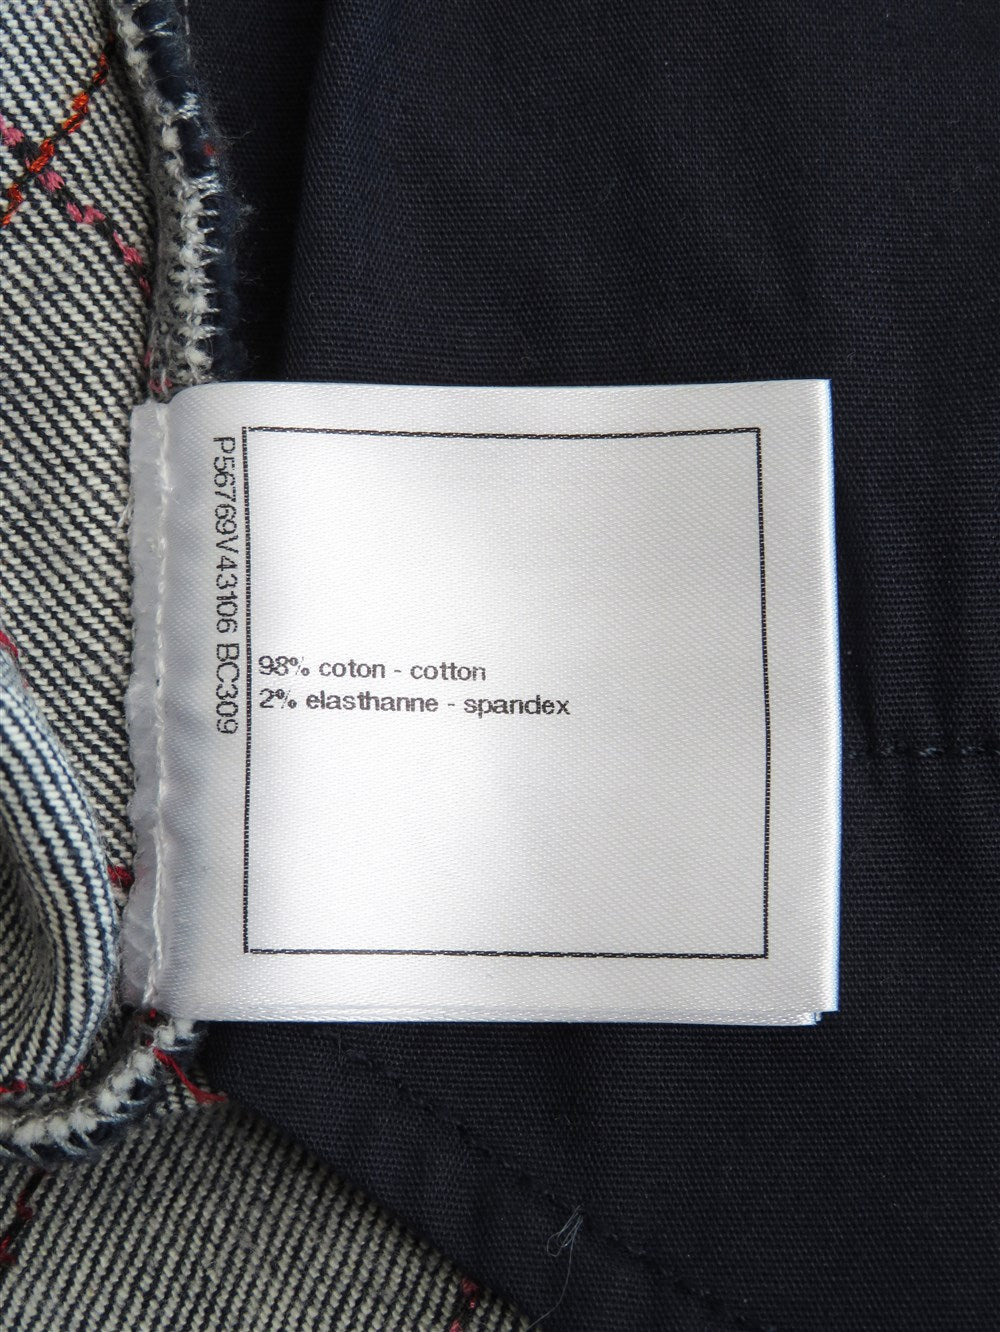 P56769V43106 BC309
98% coton - cotton
2% elasthanne - spandex